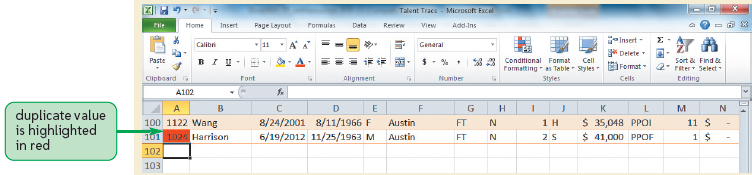 Talent Tracs - Microsoft Excel
File Home Insert Page Layout Formulas Data Review View Add-Ins
Calibri 11 A A General Insert Σ
Paste B I U $ % , Conditional Formatting Format as Table Cell Styles Delete Format Sort & Filter Find & Select
Clipboard Font Alignment Number Styles Cells Editing
A102 fx
A B C D E F G H I J K L M N
100 1122 Wang 8/24/2001 8/11/1966 F Austin FT N 1 H $ 35,048 PPOI 11 $ -
101 1024 Harrison 6/19/2012 11/25/1963 M Austin FT N 2 S $ 41,000 PPOF 1 $ -
102
103
duplicate value
is highlighted
in red